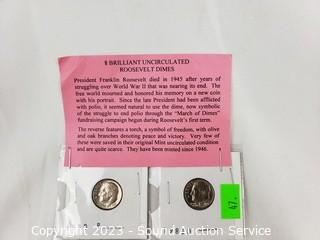 8 BRILLIANT UNCIRCULATED
ROOSEVELT DIMES
President Franklin Roosevelt died in 1945 after years of
struggling over World War II that was nearing its end. The
free world mourned and honored his memory on a new coin
with his portrait. Since the late President had been afflicted
with polio, it seemed natural to use the dime, now symbolic
of the struggle to end polio through the "March of Dimes"
fundraising campaign begun during Roosevelt's first term.
The reverse features a torch, a symbol of freedom, with olive
and oak branches denoting peace and victory. Very few of
these were saved in their original Mint uncirculated condition
and are quite scarce. They have been minted since 1946.
47.
Copyright 2023 - Sound Auction Service